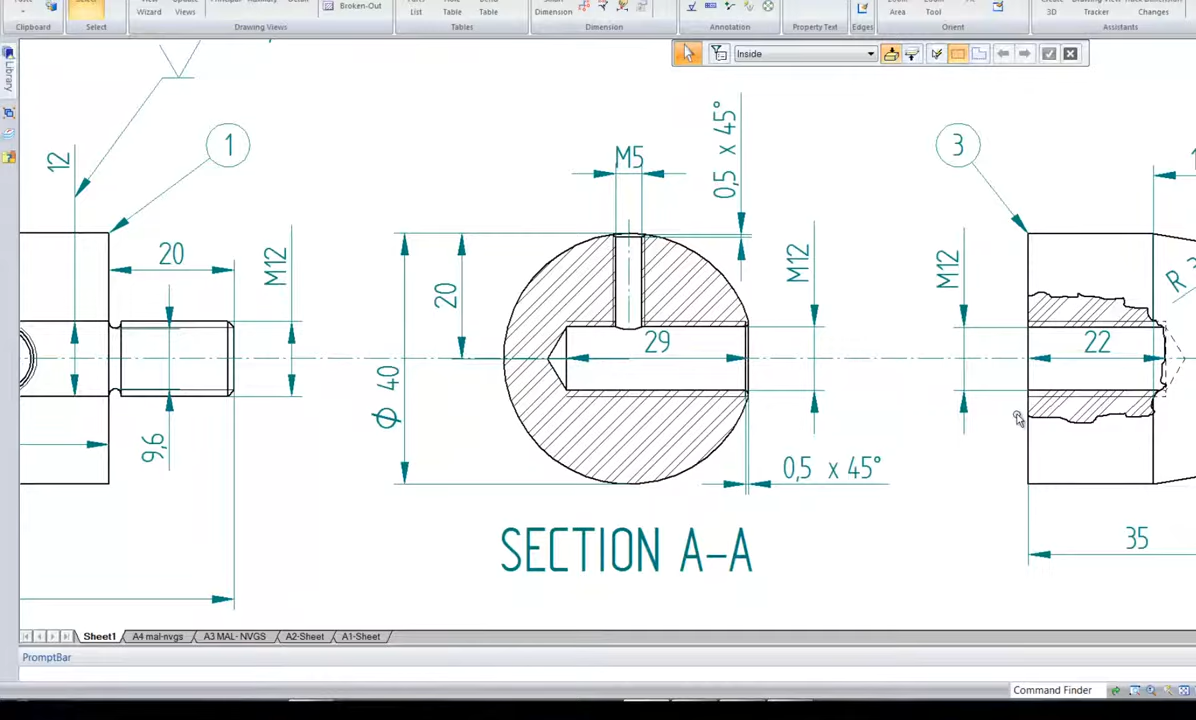 Select
Wizard
Views
Broken-Out
List
Table
Table
Dimension
Area
Tool
3D
Tracker
Changes
Clipboard
Select
Drawing Views
Tables
Dimension
Annotation
Property Text
Edges
Orient
Assistants
Inside
Library
1
12
20
M12
9,6
M5
0,5 x 45°
20
Φ 40
29
M12
0,5 x 45°
SECTION A-A
3
M12
22
35
Sheet1
A4 mal-nvgs
A3 MAL- NVGS
A2-Sheet
A1-Sheet
PromptBar
Command Finder